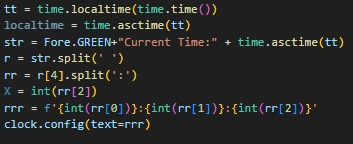 tt = time.localtime(time.time())
localtime = time.asctime(tt)
str = Fore.GREEN+"Current Time:" + time.asctime(tt)
r = str.split(' ')
rr = r[4].split(':')
X = int(rr[2])
rrr = f'{int(rr[0])}:{int(rr[1])}:{int(rr[2])}'
clock.config(text=rrr)